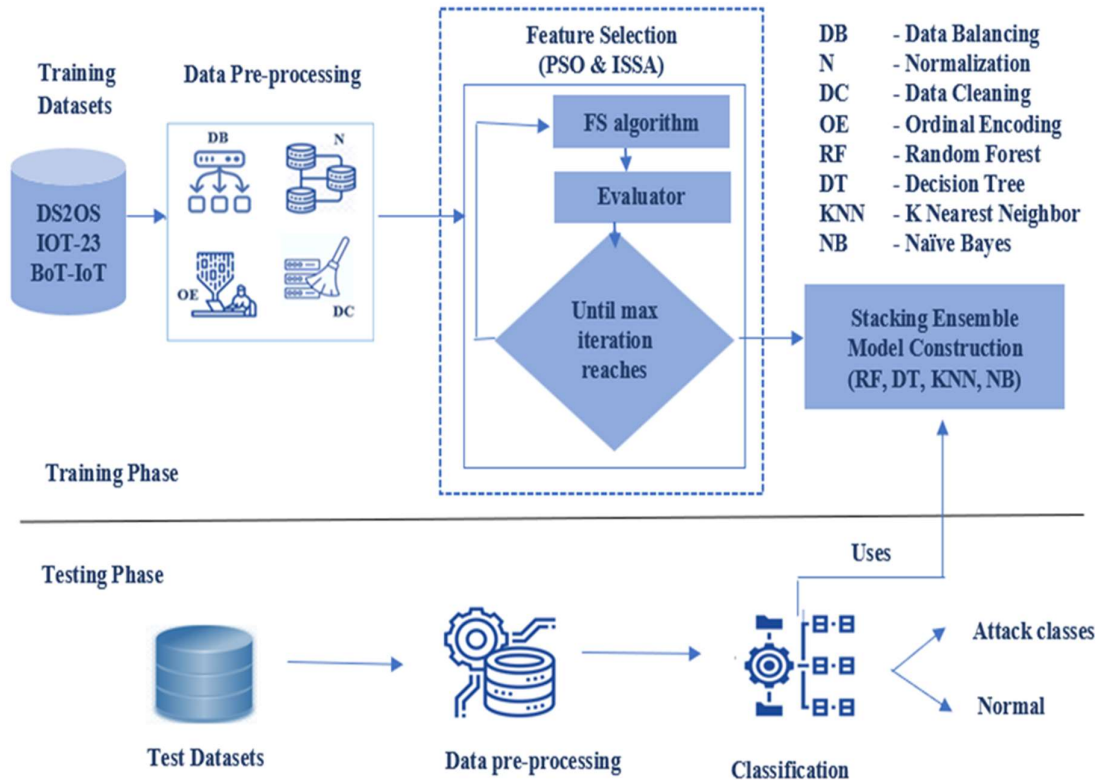 Training
Datasets
DS2OS
IOT-23
BoT-IoT
Data Pre-processing
DB
N
OE
DC
Feature Selection
(PSO & ISSA)
FS algorithm
Evaluator
Until max
iteration
reaches
DB - Data Balancing
N - Normalization
DC - Data Cleaning
OE - Ordinal Encoding
RF - Random Forest
DT - Decision Tree
KNN - K Nearest Neighbor
NB - Naïve Bayes
Stacking Ensemble
Model Construction
(RF, DT, KNN, NB)
Training Phase
Testing Phase
Uses
Test Datasets
Data pre-processing
Classification
Attack classes
Normal